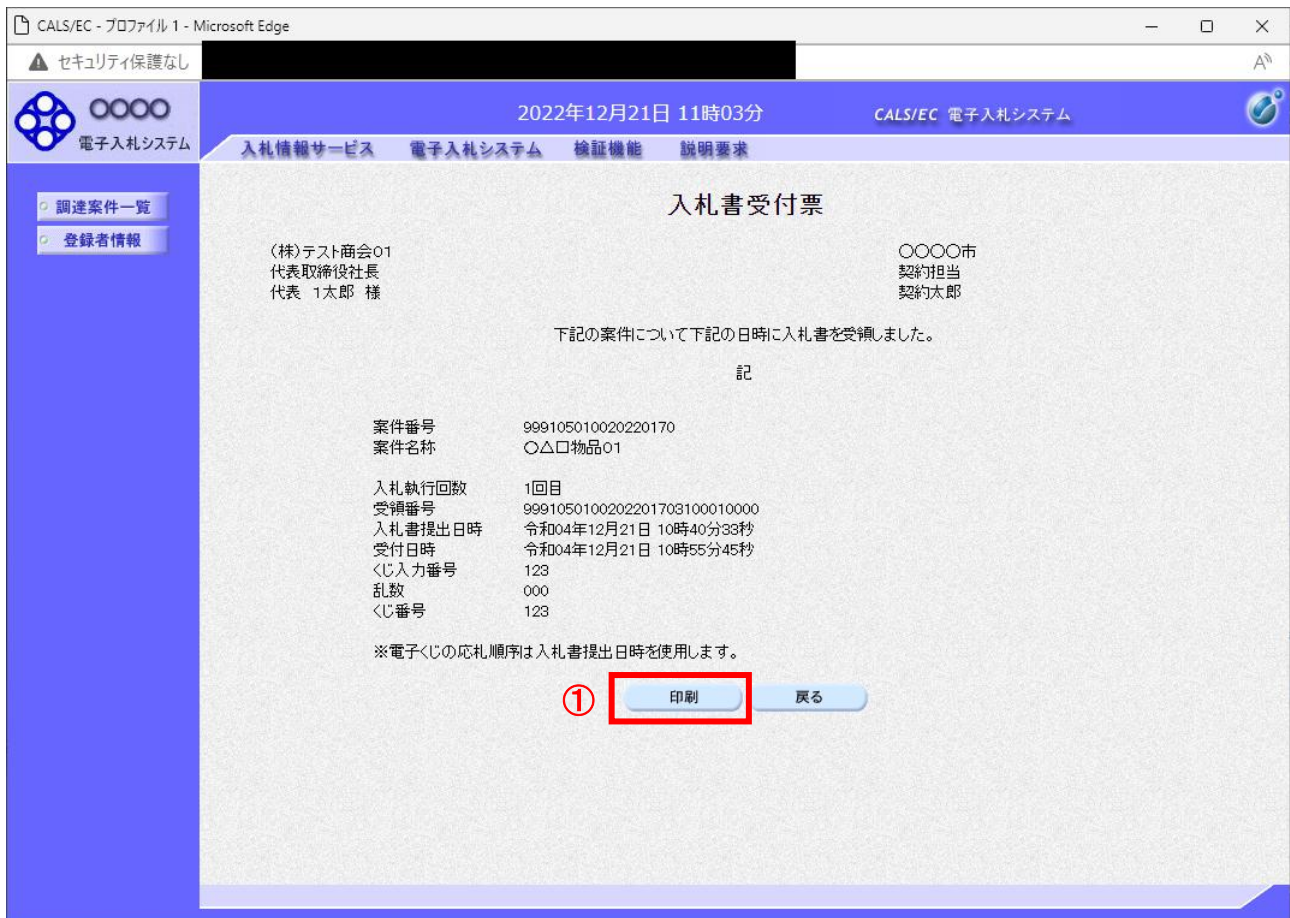 CALS/EC - プロファイル 1 - Microsoft Edge
セキュリティ保護なし
〇〇〇〇
電子入札システム
2022年12月21日 11時03分
CALS/EC 電子入札システム
入札情報サービス 電子入札システム 検証機能 説明要求
調達案件一覧
登録者情報
入札書受付票
(株)テスト商会01
代表取締役社長
代表 1太郎 様
〇〇〇〇市
契約担当
契約太郎
下記の案件について下記の日時に入札書を受領しました。
記
案件番号 999105010020220170
案件名称 〇△口物品01
入札執行回数 1回目
受領番号 9991050100202201703100010000
入札書提出日時 令和04年12月21日 10時40分33秒
受付日時 令和04年12月21日 10時55分45秒
くじ入力番号 123
乱数 000
くじ番号 123
※電子くじの応札順序は入札書提出日時を使用します。
① 印刷 戻る